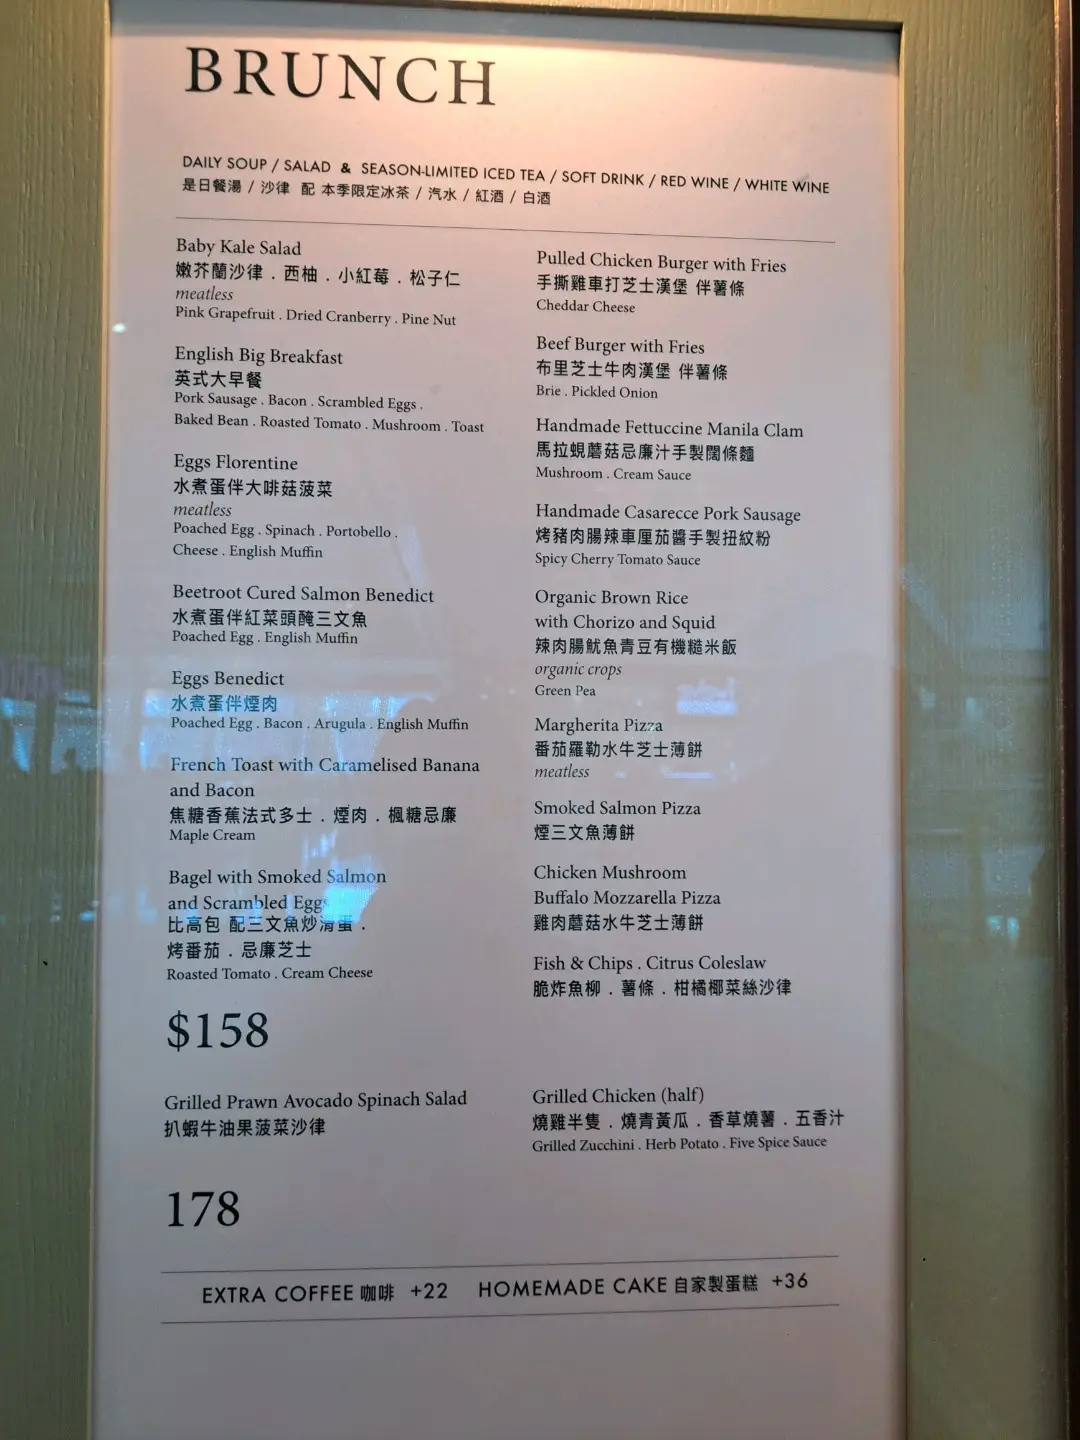 BRUNCH
DAILY SOUP / SALAD & SEASON-LIMITED ICED TEA / SOFT DRINK / RED WINE / WHITE WINE
是日餐湯 / 沙律 配 本季限定冰茶 / 汽水 / 紅酒 / 白酒
Baby Kale Salad
嫩芥蘭沙律 . 西柚 . 小紅莓 . 松子仁
meatless
Pink Grapefruit . Dried Cranberry . Pine Nut
English Big Breakfast
英式大早餐
Pork Sausage . Bacon . Scrambled Eggs .
Baked Bean . Roasted Tomato . Mushroom . Toast
Eggs Florentine
水煮蛋伴大啡菇菠菜
meatless
Poached Egg . Spinach . Portobello .
Cheese . English Muffin
Beetroot Cured Salmon Benedict
水煮蛋伴紅菜頭醃三文魚
Poached Egg . English Muffin
Eggs Benedict
水煮蛋伴煙肉
Poached Egg . Bacon . Arugula . English Muffin
French Toast with Caramelised Banana
and Bacon
焦糖香蕉法式多士 . 煙肉 . 楓糖忌廉
Maple Cream
Bagel with Smoked Salmon
and Scrambled Eggs
比高包 配三文魚炒滑蛋 .
烤番茄 . 忌廉芝士
Roasted Tomato . Cream Cheese
$158
Pulled Chicken Burger with Fries
手撕雞車打芝士漢堡 伴薯條
Cheddar Cheese
Beef Burger with Fries
布里芝士牛肉漢堡 伴薯條
Brie . Pickled Onion
Handmade Fettuccine Manila Clam
馬拉蜆蘑菇忌廉汁手製闊條麵
Mushroom . Cream Sauce
Handmade Casarecce Pork Sausage
烤豬肉腸辣車厘茄醬手製扭紋粉
Spicy Cherry Tomato Sauce
Organic Brown Rice
with Chorizo and Squid
辣肉腸魷魚青豆有機糙米飯
organic crops
Green Pea
Margherita Pizza
番茄羅勒水牛芝士薄餅
meatless
Smoked Salmon Pizza
煙三文魚薄餅
Chicken Mushroom
Buffalo Mozzarella Pizza
雞肉蘑菇水牛芝士薄餅
Fish & Chips . Citrus Coleslaw
脆炸魚柳 . 薯條 . 柑橘椰菜絲沙律
Grilled Prawn Avocado Spinach Salad
扒蝦牛油果菠菜沙律
Grilled Chicken (half)
燒雞半隻 . 燒青黃瓜 . 香草燒薯 . 五香汁
Grilled Zucchini . Herb Potato . Five Spice Sauce
178
EXTRA COFFEE 咖啡 +22 HOMEMADE CAKE 自家製蛋糕 +36